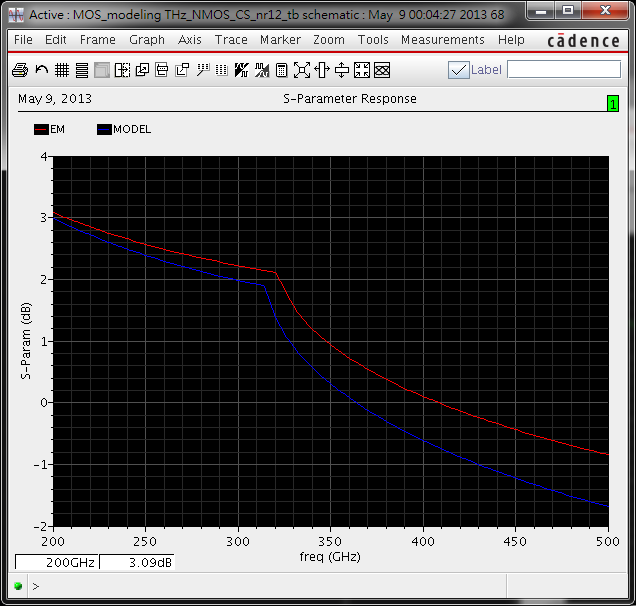 Active : MOS_modeling THz_NMOS_CS_nr12_tb schematic : May 9 00:04:27 2013 68
File Edit Frame Graph Axis Trace Marker Zoom Tools Measurements Help cādence
Label
May 9, 2013 S-Parameter Response 1
EM MODEL
4
3
2
1
0
-1
-2
S-Param (dB)
200 250 300 350 400 450 500
freq (GHz)
200GHz 3.09dB
>